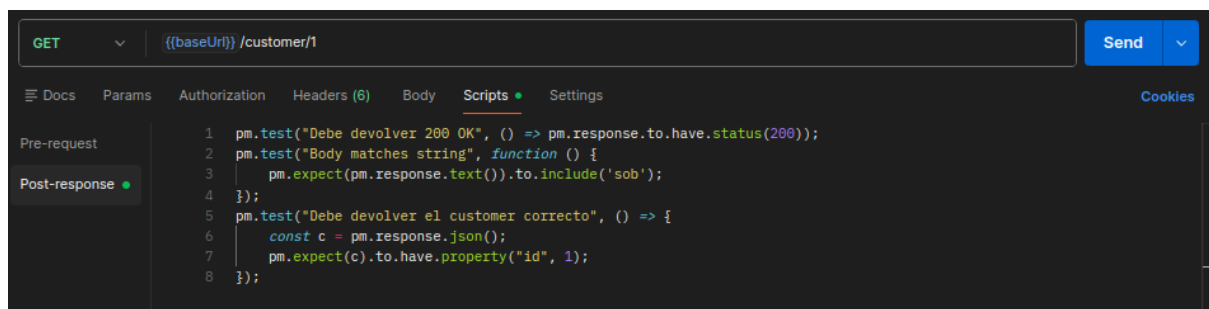 GET {{baseUrl}} /customer/1 Send
Docs Params Authorization Headers (6) Body Scripts Settings Cookies
Pre-request
Post-response
1 pm.test("Debe devolver 200 OK", () => pm.response.to.have.status(200));
2 pm.test("Body matches string", function () {
3 pm.expect(pm.response.text()).to.include('sob');
4 });
5 pm.test("Debe devolver el customer correcto", () => {
6 const c = pm.response.json();
7 pm.expect(c).to.have.property("id", 1);
8 });